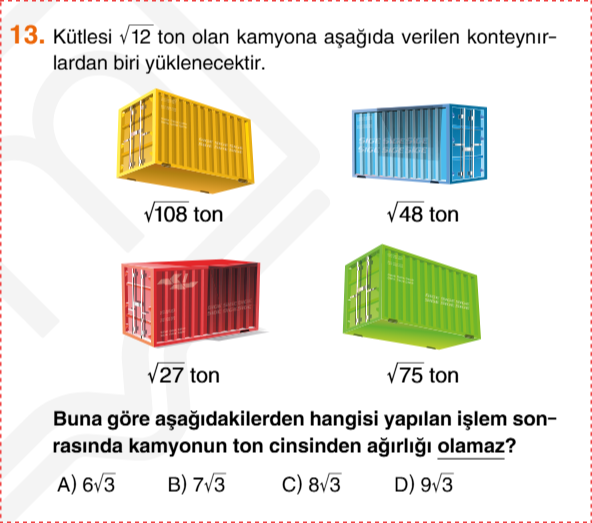 13. Kütlesi √12 ton olan kamyona aşağıda verilen konteynır-
lardan biri yüklenecektir.
√108 ton √48 ton
√27 ton √75 ton
Buna göre aşağıdakilerden hangisi yapılan işlem son-
rasında kamyonun ton cinsinden ağırlığı olamaz?
A) 6√3 B) 7√3 C) 8√3 D) 9√3